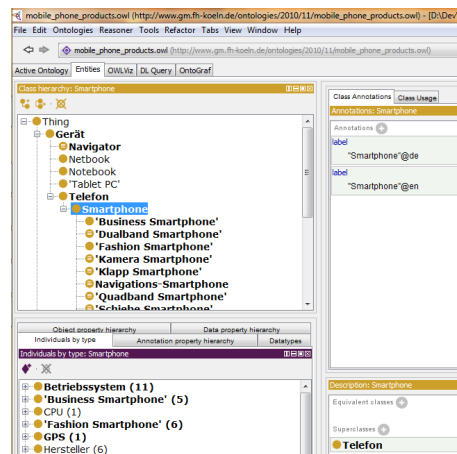 mobile_phone_products.owl (http://www.gm.fh-koeln.de/ontologies/2010/11/mobile_phone_products.owl) - [D:\Dev
File Edit Ontologies Reasoner Tools Refactor Tabs View Window Help
mobile_phone_products.owl (http://www.gm.fh-koeln.de/ontologies/2010/11/mobile_phone_products.owl)
Active Ontology Entities OWLViz DL Query OntoGraf
Class hierarchy: Smartphone
Thing
Gerät
Navigator
Netbook
Notebook
'Tablet PC'
Telefon
Smartphone
'Business Smartphone'
'Dualband Smartphone'
'Fashion Smartphone'
'Kamera Smartphone'
'Klapp Smartphone'
Navigations-Smartphone
'Quadband Smartphone'
'Schiebe Smartphone'
Class Annotations Class Usage
Annotations: Smartphone
Annotations
label
"Smartphone"@de
label
"Smartphone"@en
Object property hierarchy Data property hierarchy
Individuals by type Annotation property hierarchy Datatypes
Individuals by type: Smartphone
Betriebssystem (11)
'Business Smartphone' (5)
CPU (1)
'Fashion Smartphone' (6)
GPS (1)
Hersteller (6)
Description: Smartphone
Equivalent classes
Superclasses
Telefon